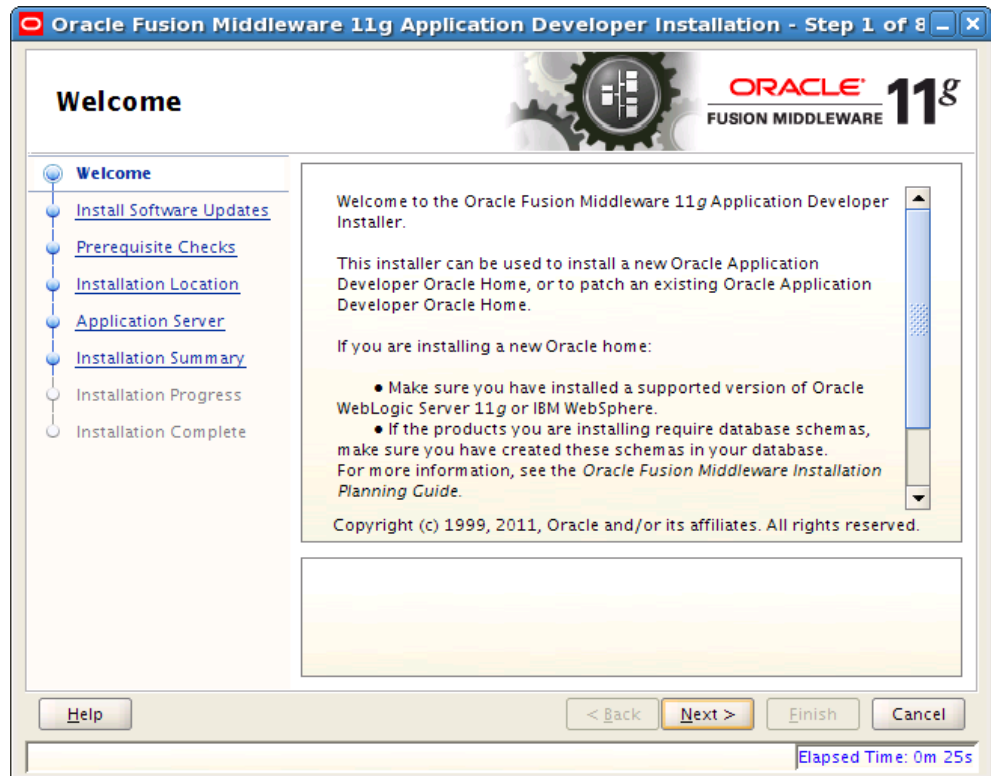 Oracle Fusion Middleware 11g Application Developer Installation - Step 1 of 8
Welcome
ORACLE
FUSION MIDDLEWARE
11g
Welcome
Install Software Updates
Prerequisite Checks
Installation Location
Application Server
Installation Summary
Installation Progress
Installation Complete
Welcome to the Oracle Fusion Middleware 11g Application Developer
Installer.
This installer can be used to install a new Oracle Application
Developer Oracle Home, or to patch an existing Oracle Application
Developer Oracle Home.
If you are installing a new Oracle home:
● Make sure you have installed a supported version of Oracle
WebLogic Server 11g or IBM WebSphere.
● If the products you are installing require database schemas,
make sure you have created these schemas in your database.
For more information, see the Oracle Fusion Middleware Installation
Planning Guide.
Copyright (c) 1999, 2011, Oracle and/or its affiliates. All rights reserved.
Help
< Back
Next >
Finish
Cancel
Elapsed Time: 0m 25s